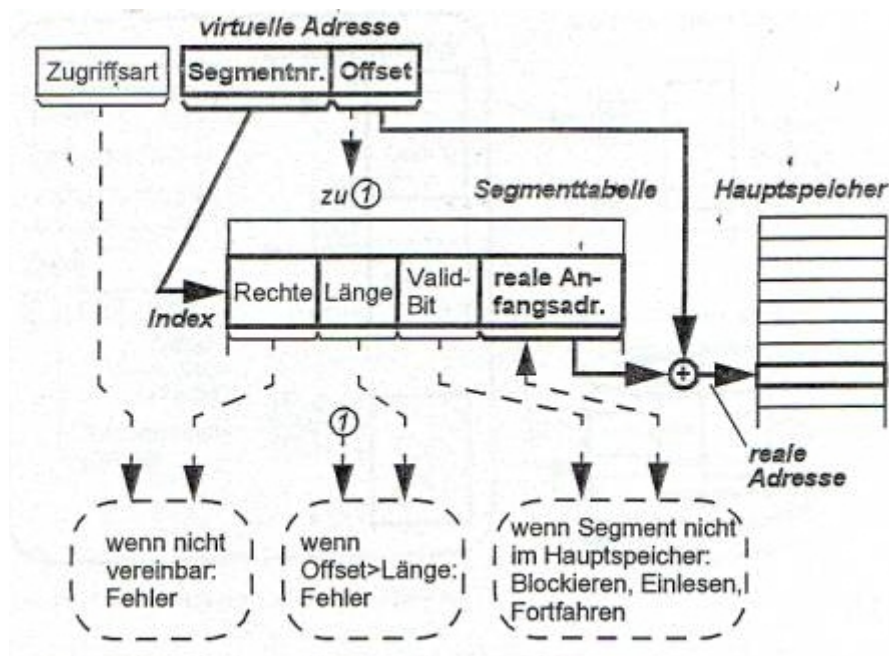 virtuelle Adresse
Zugriffsart
Segmentnr.
Offset
zu ①
Segmenttabelle
Hauptspeicher
Index
Rechte
Länge
Valid-
Bit
reale An-
fangsadr.
+
①
reale
Adresse
wenn nicht
vereinbar:
Fehler
wenn
Offset>Länge:
Fehler
wenn Segment nicht
im Hauptspeicher:
Blockieren, Einlesen,
Fortfahren